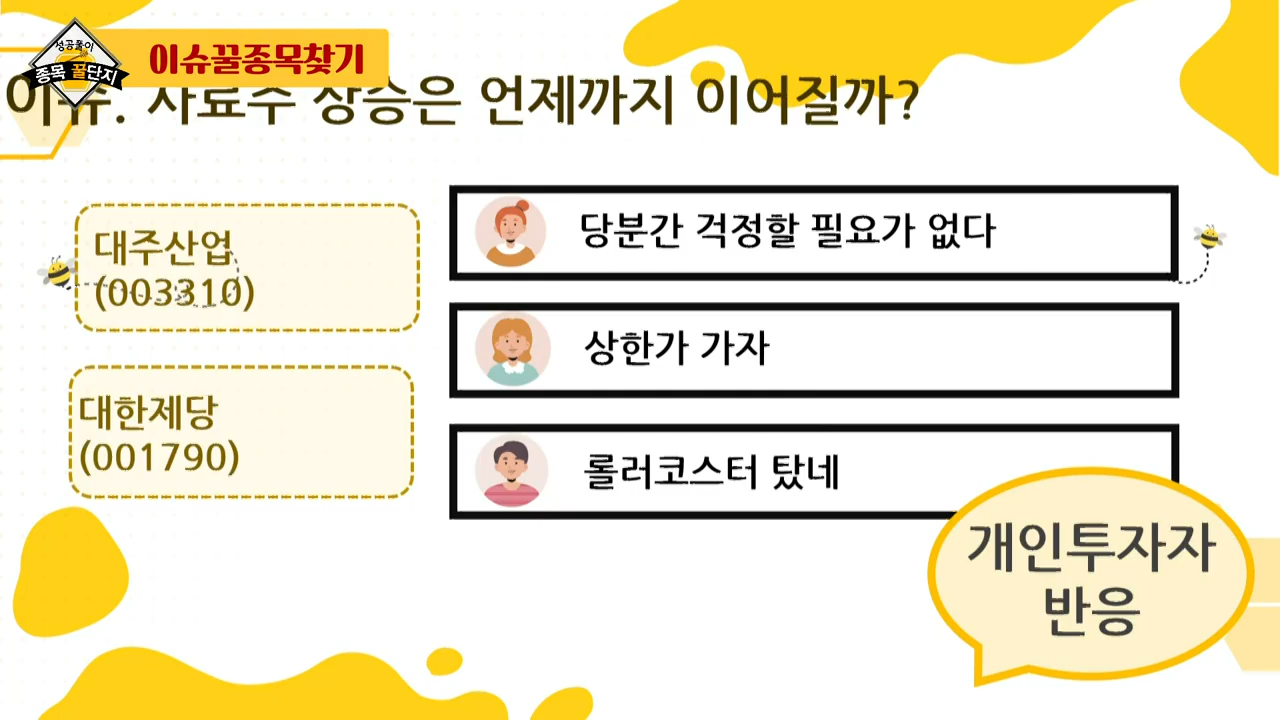 성공풀이
종목 꿀단지
이슈꿀종목찾기
이슈. 사료주 상승은 언제까지 이어질까?
대주산업
(003310)
대한제당
(001790)
당분간 걱정할 필요가 없다
상한가 가자
롤러코스터 탔네
개인투자자
반응